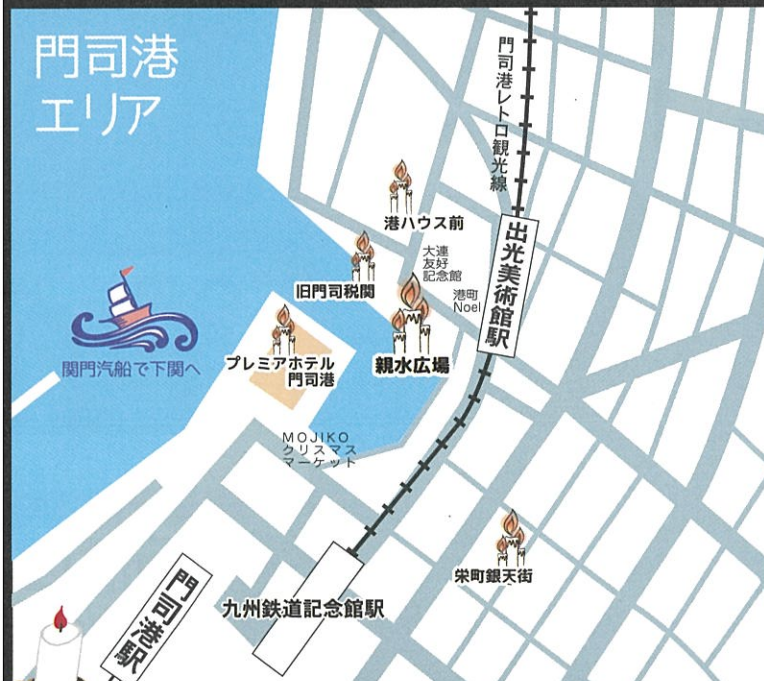 門司港
エリア
門司港レトロ観光線
港ハウス前
大連
友好
記念館
出光美術館駅
旧門司税関
港町
Noel
関門汽船で下関へ
プレミアホテル
門司港
親水広場
MOJIKO
クリスマス
マーケット
栄町銀天街
九州鉄道記念館駅
門司港駅